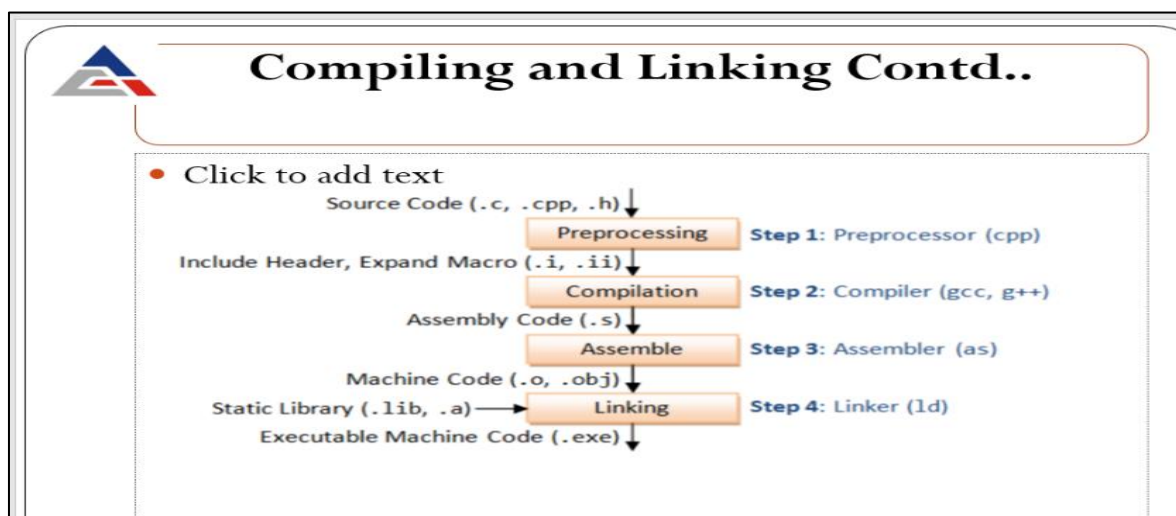 Compiling and Linking Contd..
• Click to add text
Source Code (.c, .cpp, .h)
Preprocessing Step 1: Preprocessor (cpp)
Include Header, Expand Macro (.i, .ii)
Compilation Step 2: Compiler (gcc, g++)
Assembly Code (.s)
Assemble Step 3: Assembler (as)
Machine Code (.o, .obj)
Static Library (.lib, .a) Linking Step 4: Linker (ld)
Executable Machine Code (.exe)